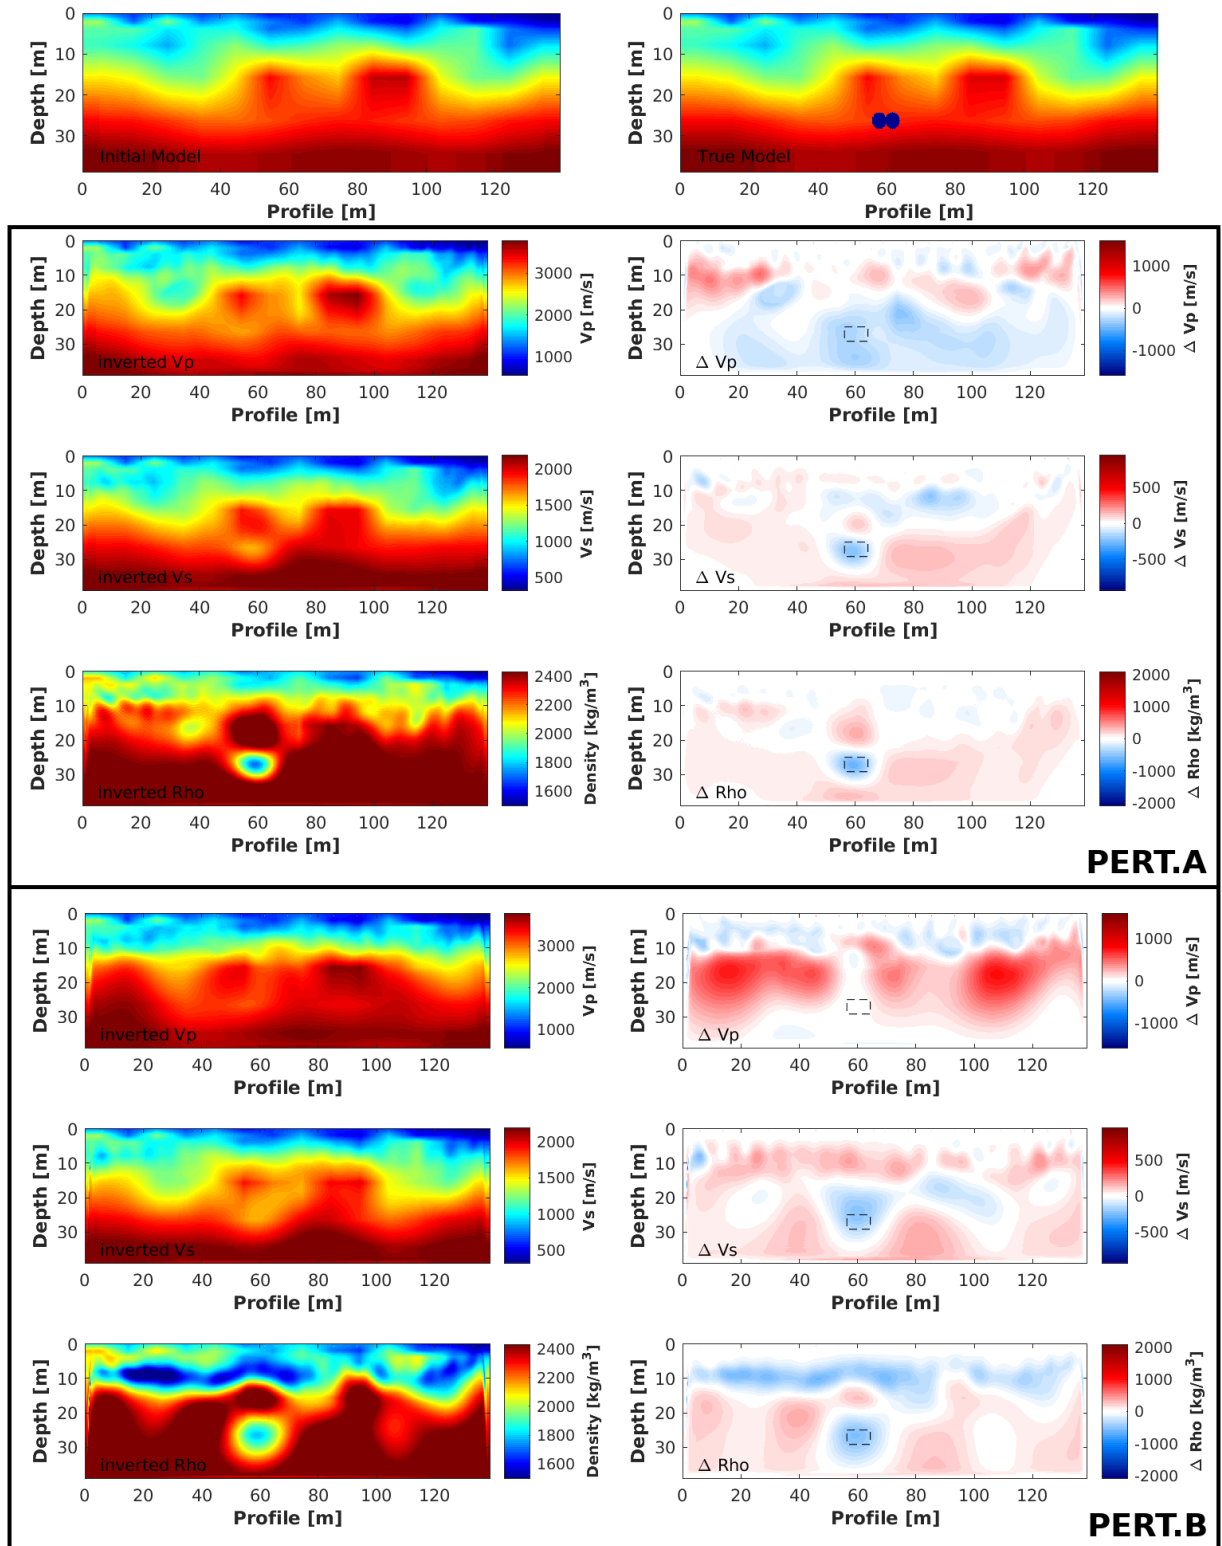 0
10
20
30
Depth [m]
Initial Model
0 20 40 60 80 100 120
Profile [m]
0
10
20
30
Depth [m]
True Model
0 20 40 60 80 100 120
Profile [m]
0
10
20
30
Depth [m]
inverted Vp
0 20 40 60 80 100 120
Profile [m]
3000
2000
1000
Vp [m/s]
0
10
20
30
Depth [m]
Δ Vp
0 20 40 60 80 100 120
Profile [m]
1000
0
-1000
Δ Vp [m/s]
0
10
20
30
Depth [m]
inverted Vs
0 20 40 60 80 100 120
Profile [m]
2000
1500
1000
500
Vs [m/s]
0
10
20
30
Depth [m]
Δ Vs
0 20 40 60 80 100 120
Profile [m]
500
0
-500
Δ Vs [m/s]
0
10
20
30
Depth [m]
inverted Rho
0 20 40 60 80 100 120
Profile [m]
2400
2200
2000
1800
1600
Density [kg/m³]
0
10
20
30
Depth [m]
Δ Rho
0 20 40 60 80 100 120
Profile [m]
2000
1000
0
-1000
-2000
Δ Rho [kg/m³]
PERT.A
0
10
20
30
Depth [m]
inverted Vp
0 20 40 60 80 100 120
Profile [m]
3000
2000
1000
Vp [m/s]
0
10
20
30
Depth [m]
Δ Vp
0 20 40 60 80 100 120
Profile [m]
1000
0
-1000
Δ Vp [m/s]
0
10
20
30
Depth [m]
inverted Vs
0 20 40 60 80 100 120
Profile [m]
2000
1500
1000
500
Vs [m/s]
0
10
20
30
Depth [m]
Δ Vs
0 20 40 60 80 100 120
Profile [m]
500
0
-500
Δ Vs [m/s]
0
10
20
30
Depth [m]
inverted Rho
0 20 40 60 80 100 120
Profile [m]
2400
2200
2000
1800
1600
Density [kg/m³]
0
10
20
30
Depth [m]
Δ Rho
0 20 40 60 80 100 120
Profile [m]
2000
1000
0
-1000
-2000
Δ Rho [kg/m³]
PERT.B